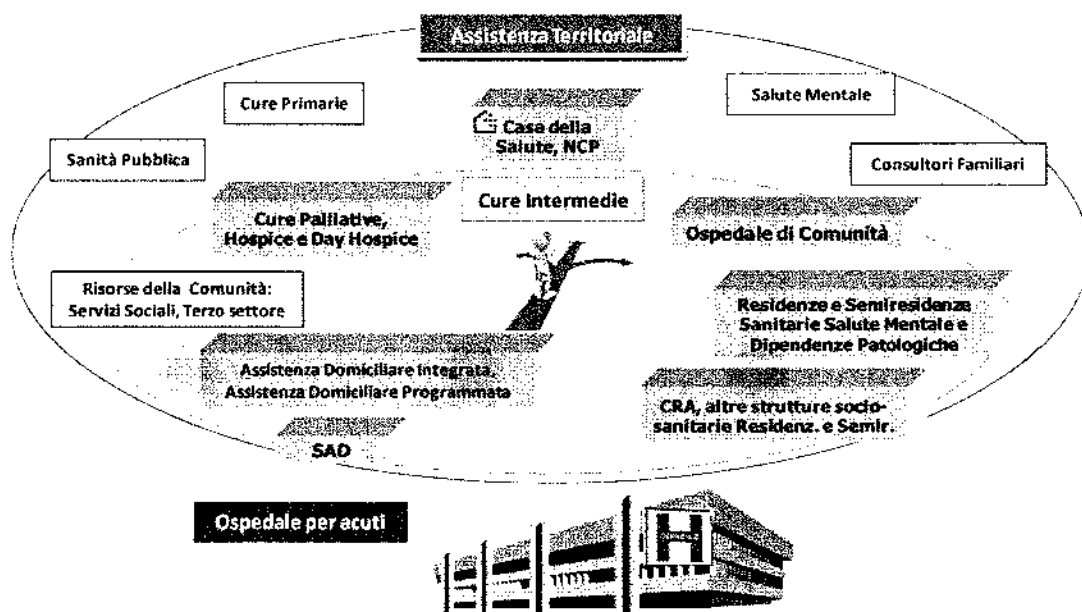 Assistenza Territoriale
Cure Primarie
Salute Mentale
Casa della
Salute, NCP
Sanità Pubblica
Consultori Familiari
Cure Intermedie
Cure Palliative,
Hospice e Day Hospice
Ospedale di Comunità
Risorse della Comunità:
Servizi Sociali, Terzo settore
Residenze e Semiresidenze
Sanitarie Salute Mentale e
Dipendenze Patologiche
Assistenza Domiciliare Integrata,
Assistenza Domiciliare Programmata
CRA, altre strutture socio-
sanitarie Residenz. e Semir.
SAD
Ospedale per acuti
H